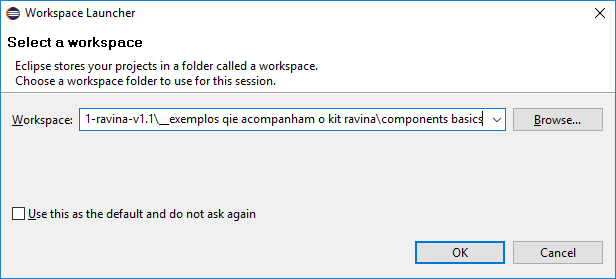 Workspace Launcher
Select a workspace
Eclipse stores your projects in a folder called a workspace.
Choose a workspace folder to use for this session.
Workspace: 1-ravina-v1.1\__exemplos qie acompanham o kit ravina\components basics Browse...
Use this as the default and do not ask again
OK Cancel